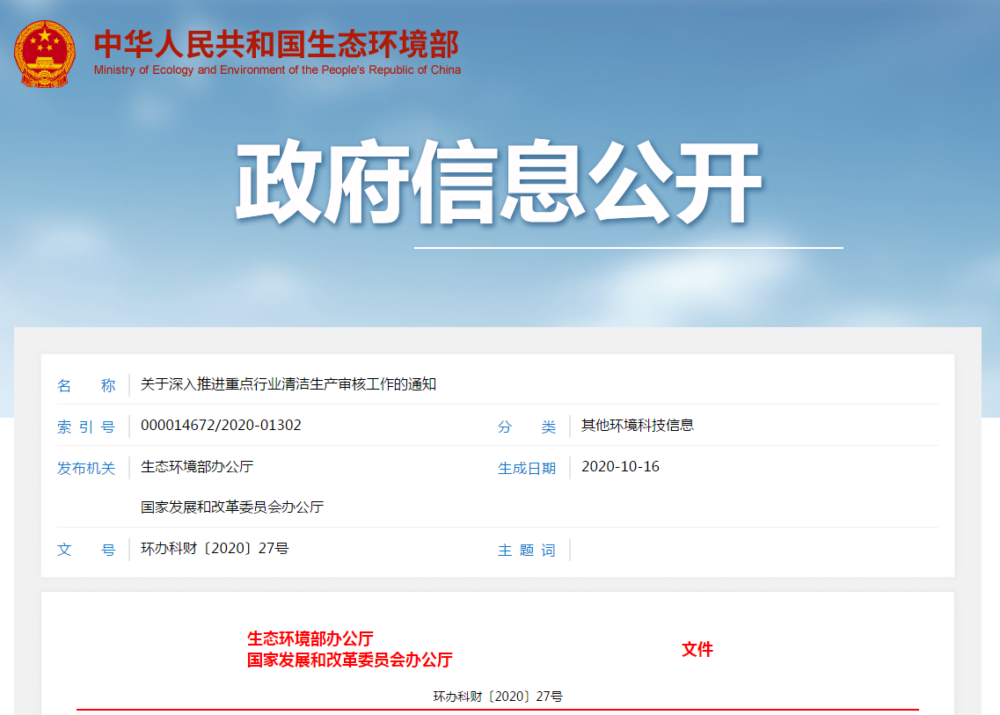 中华人民共和国生态环境部
Ministry of Ecology and Environment of the People's Republic of China
政府信息公开
名 称 关于深入推进重点行业清洁生产审核工作的通知
索引号 000014672/2020-01302 分 类 其他环境科技信息
发布机关 生态环境部办公厅 生成日期 2020-10-16
国家发展和改革委员会办公厅
文 号 环办科财〔2020〕27号 主题词
生态环境部办公厅
国家发展和改革委员会办公厅 文件
环办科财〔2020〕27号